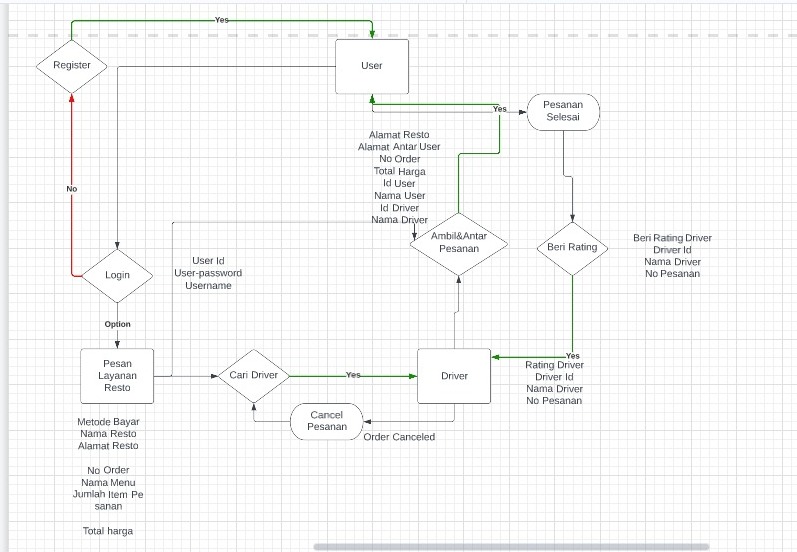 Yes
Register
User
Pesanan
Selesai
Yes
Alamat Resto
Alamat Antar User
No Order
Total Harga
Id User
Nama User
Id Driver
Nama Driver
No
Ambil&Antar
Pesanan
Beri Rating
Beri Rating Driver
Driver Id
Nama Driver
No Pesanan
Login
User Id
User-password
Username
Option
Pesan
Layanan
Resto
Cari Driver
Yes
Driver
Yes
Rating Driver
Driver Id
Nama Driver
No Pesanan
Cancel
Pesanan
Order Canceled
Metode Bayar
Nama Resto
Alamat Resto
No Order
Nama Menu
Jumlah Item Pe
sanan
Total harga